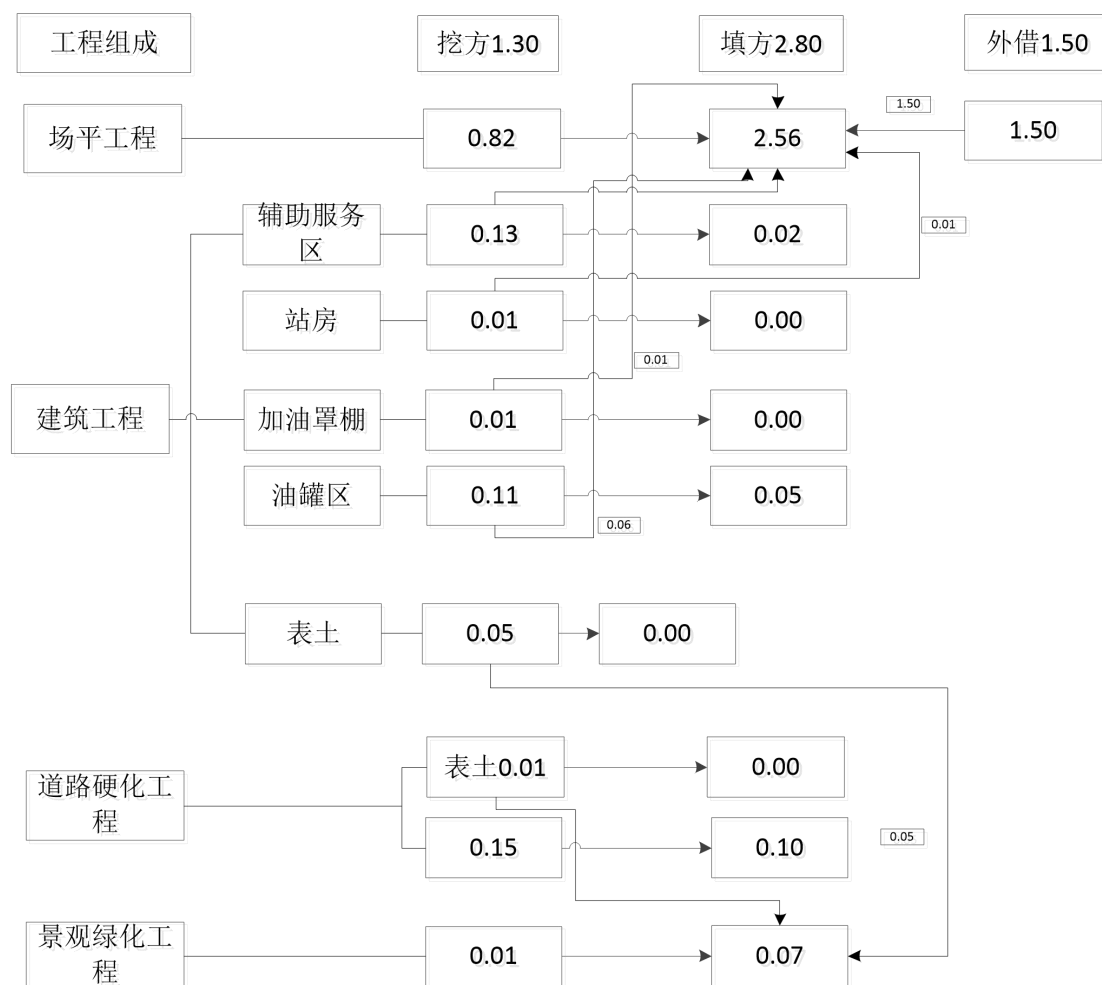 工程组成
挖方1.30
填方2.80
外借1.50
1.50
场平工程
0.82
2.56
1.50
辅助服务
区
0.13
0.02
0.01
站房
0.01
0.00
0.01
建筑工程
加油罩棚
0.01
0.00
油罐区
0.11
0.05
0.06
表土
0.05
0.00
表土0.01
0.00
道路硬化工
程
0.15
0.10
0.05
景观绿化工
程
0.01
0.07